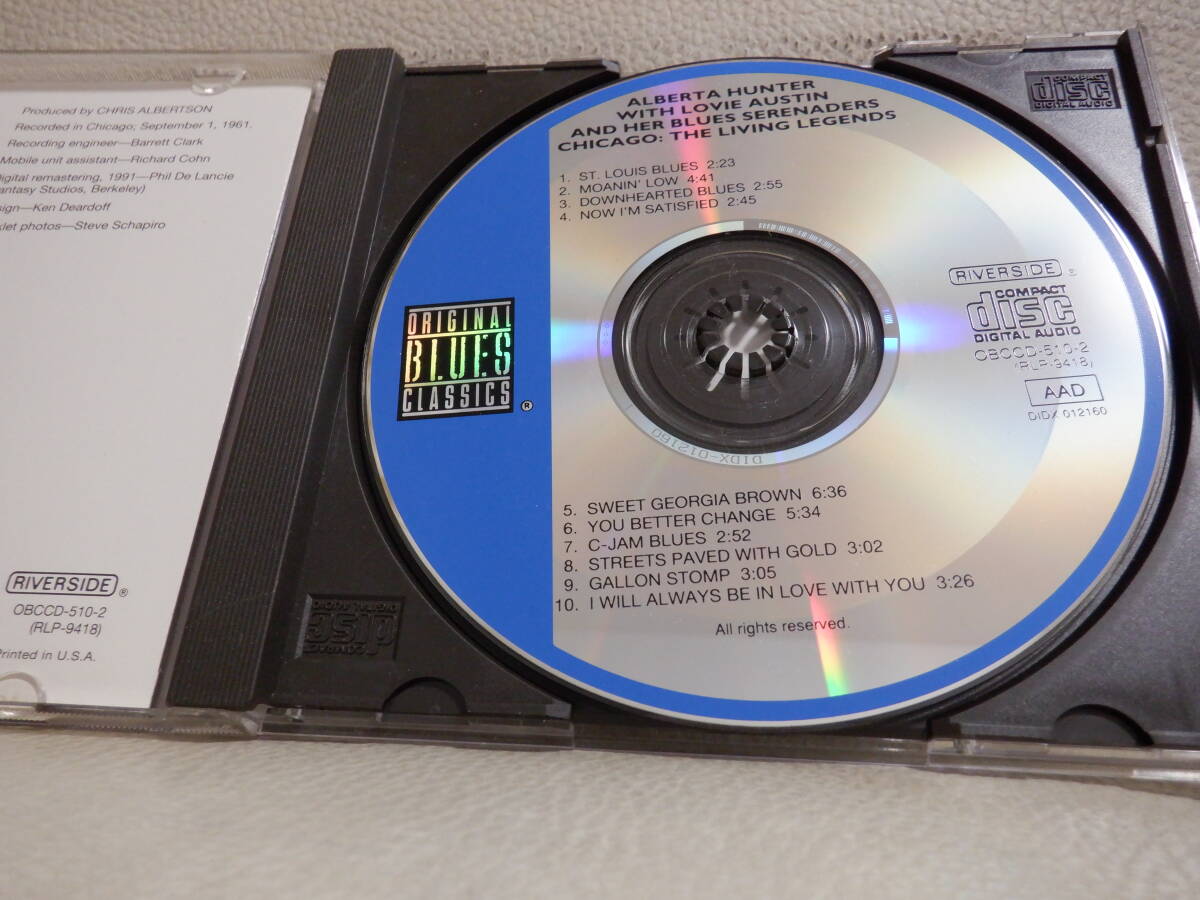 Produced by CHRIS ALBERTSON
Recorded in Chicago; September 1, 1961.
Recording engineer—Barrett Clark
Mobile unit assistant—Richard Cohn
igital remastering, 1991—Phil De Lancie
antasy Studios, Berkeley)
sign—Ken Deardoff
klet photos—Steve Schapiro
RIVERSIDE ®
OBCCD-510-2
(RLP-9418)
Printed in U.S.A.
COMPACT
disc
DIGITAL AUDIO
ALBERTA HUNTER
WITH LOVIE AUSTIN
AND HER BLUES SERENADERS
CHICAGO: THE LIVING LEGENDS
1. ST. LOUIS BLUES 2:23
2. MOANIN' LOW 4:41
3. DOWNHEARTED BLUES 2:55
4. NOW I'M SATISFIED 2:45
ORIGINAL
BLUES
CLASSICS ®
RIVERSIDE ®
COMPACT
disc
DIGITAL AUDIO
OBCCD-510-2
(RLP-9418)
AAD
DIDX 012160
DIDX-012160
5. SWEET GEORGIA BROWN 6:36
6. YOU BETTER CHANGE 5:34
7. C-JAM BLUES 2:52
8. STREETS PAVED WITH GOLD 3:02
9. GALLON STOMP 3:05
10. I WILL ALWAYS BE IN LOVE WITH YOU 3:26
All rights reserved.
COMPACT
disc
DIGITAL AUDIO